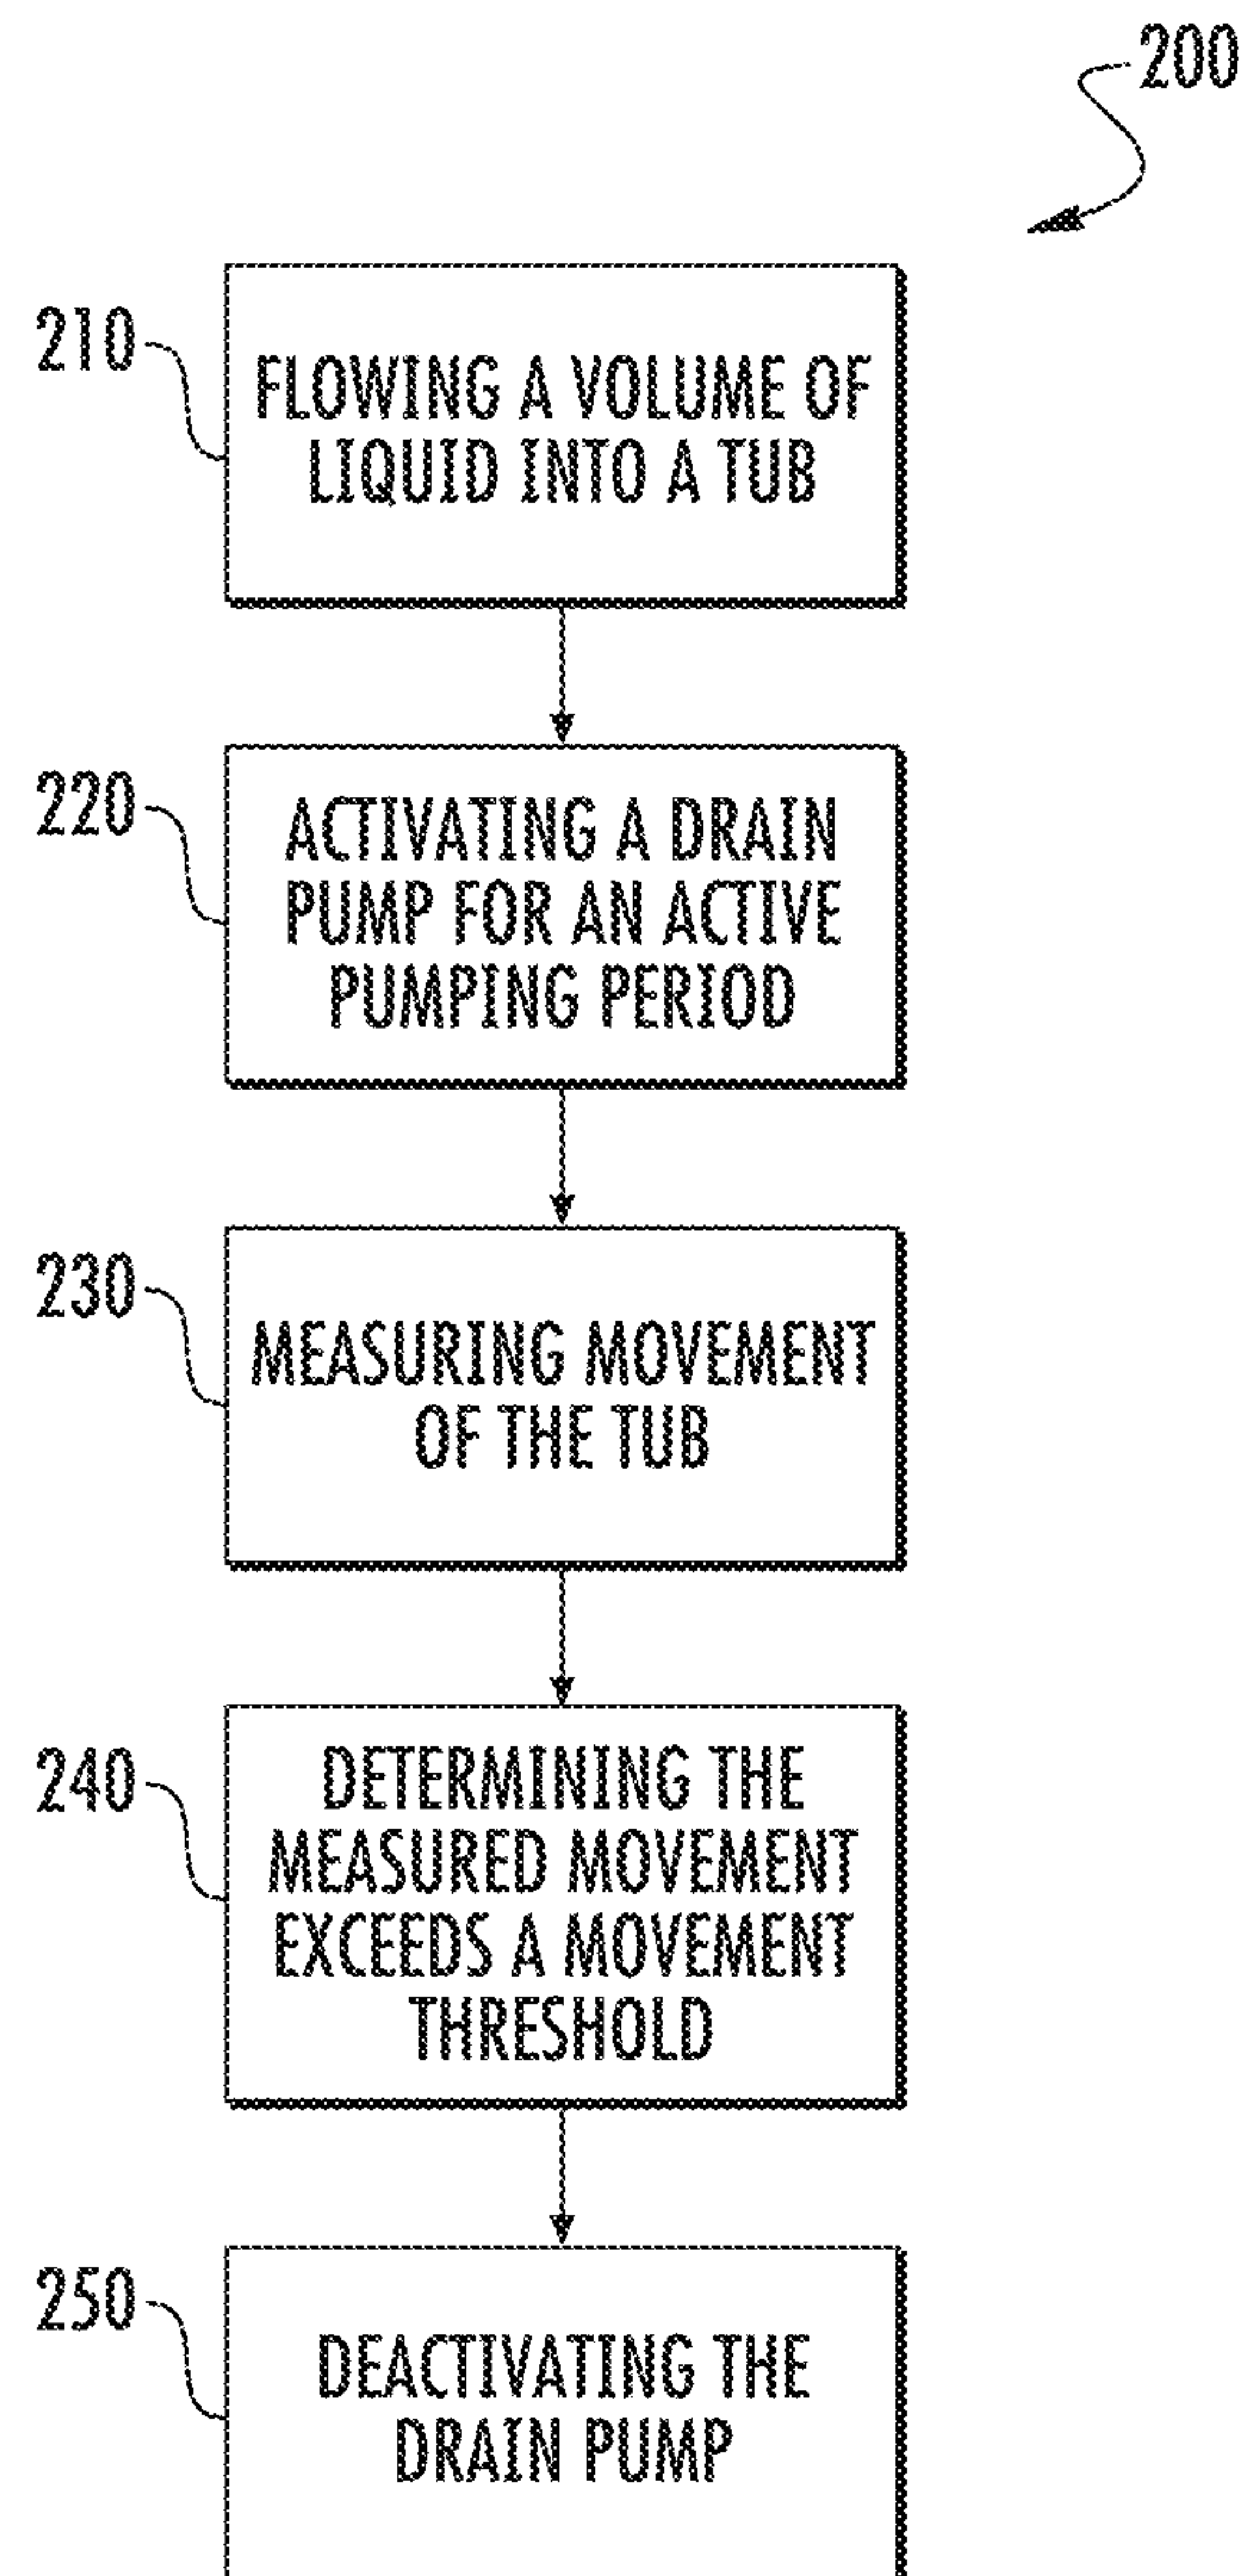 200
210
FLOWING A VOLUME OF
LIQUID INTO A TUB
220
ACTIVATING A DRAIN
PUMP FOR AN ACTIVE
PUMPING PERIOD
230
MEASURING MOVEMENT
OF THE TUB
240
DETERMINING THE
MEASURED MOVEMENT
EXCEEDS A MOVEMENT
THRESHOLD
250
DEACTIVATING THE
DRAIN PUMP